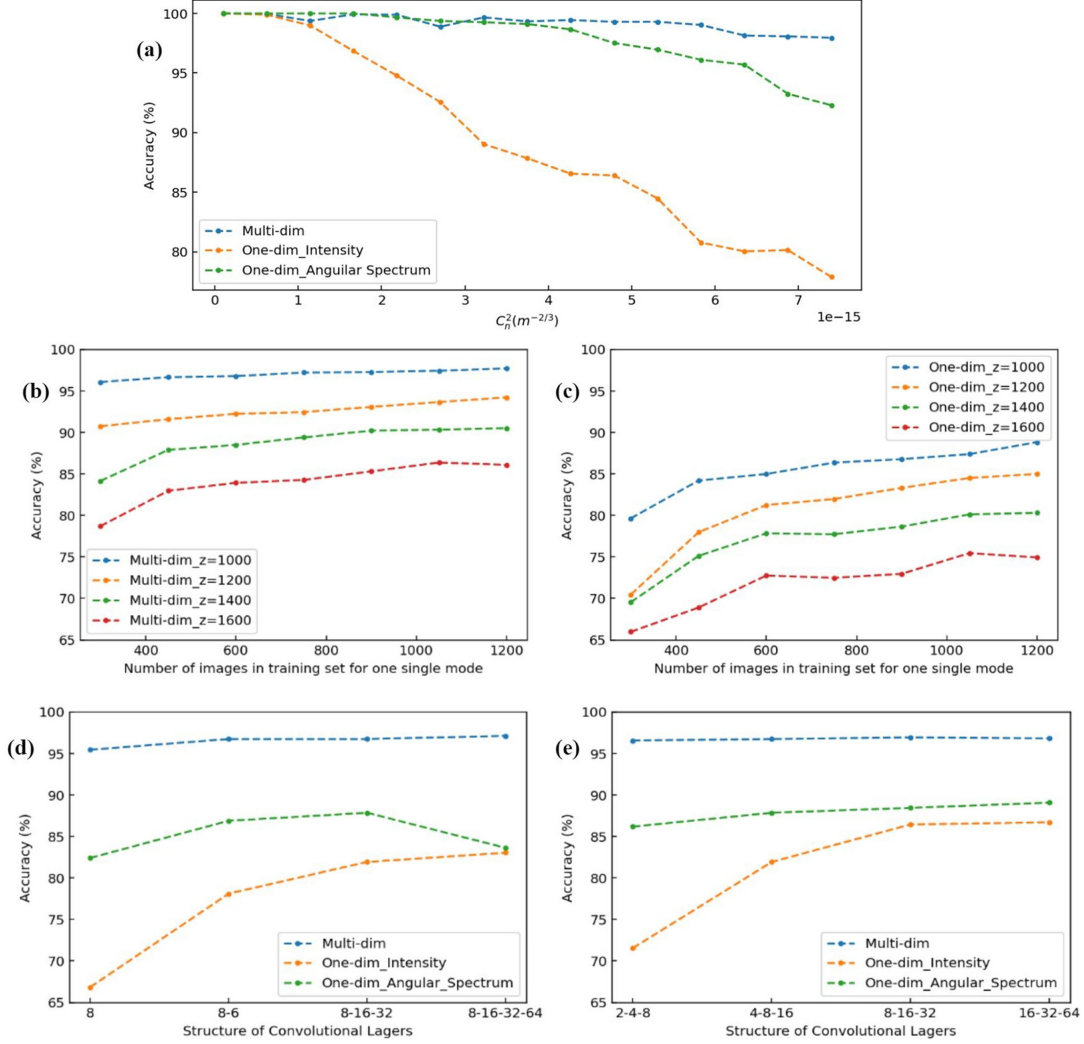 (a)
Accuracy (%)
100
95
90
85
80
Multi-dim
One-dim_Intensity
One-dim_Anguilar Spectrum
0 1 2 3 4 5 6 7
C_n^2(m^{-2/3})
1e−15
(b)
Accuracy (%)
100
95
90
85
80
75
70
65
Multi-dim_z=1000
Multi-dim_z=1200
Multi-dim_z=1400
Multi-dim_z=1600
400 600 800 1000 1200
Number of images in training set for one single mode
(c)
Accuracy (%)
100
95
90
85
80
75
70
65
One-dim_z=1000
One-dim_z=1200
One-dim_z=1400
One-dim_z=1600
400 600 800 1000 1200
Number of images in training set for one single mode
(d)
Accuracy (%)
100
95
90
85
80
75
70
65
Multi-dim
One-dim_Intensity
One-dim_Angular_Spectrum
8 8-6 8-16-32 8-16-32-64
Structure of Convolutional Lagers
(e)
Accuracy (%)
100
95
90
85
80
75
70
65
Multi-dim
One-dim_Intensity
One-dim_Angular_Spectrum
2-4-8 4-8-16 8-16-32 16-32-64
Structure of Convolutional Lagers